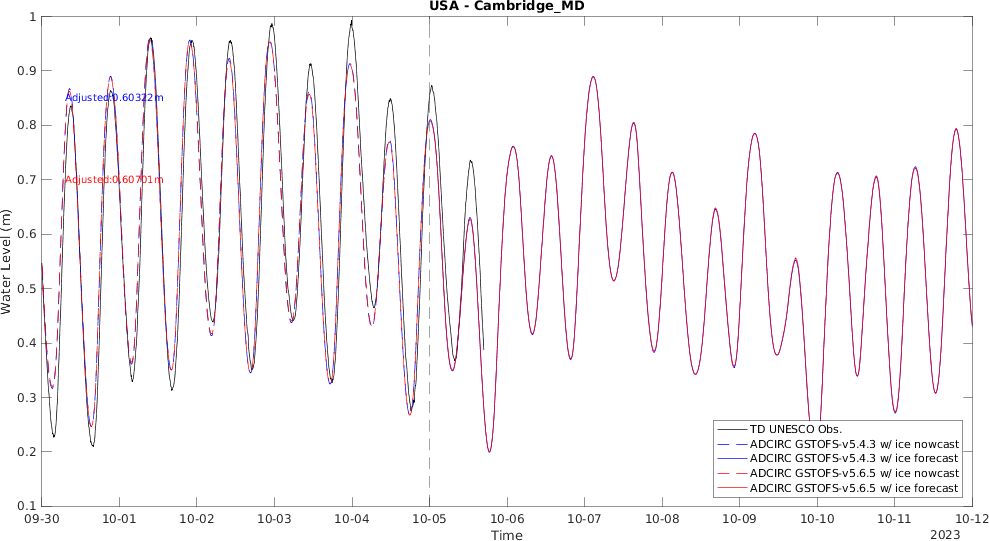 USA - Cambridge_MD
Water Level (m)
1
0.9
0.8
0.7
0.6
0.5
0.4
0.3
0.2
0.1
Adjusted:0.60322m
Adjusted:0.60701m
TD UNESCO Obs.
ADCIRC GSTOFS-v5.4.3 w/ ice nowcast
ADCIRC GSTOFS-v5.4.3 w/ ice forecast
ADCIRC GSTOFS-v5.6.5 w/ ice nowcast
ADCIRC GSTOFS-v5.6.5 w/ ice forecast
09-30 10-01 10-02 10-03 10-04 10-05 10-06 10-07 10-08 10-09 10-10 10-11 10-12
Time
2023